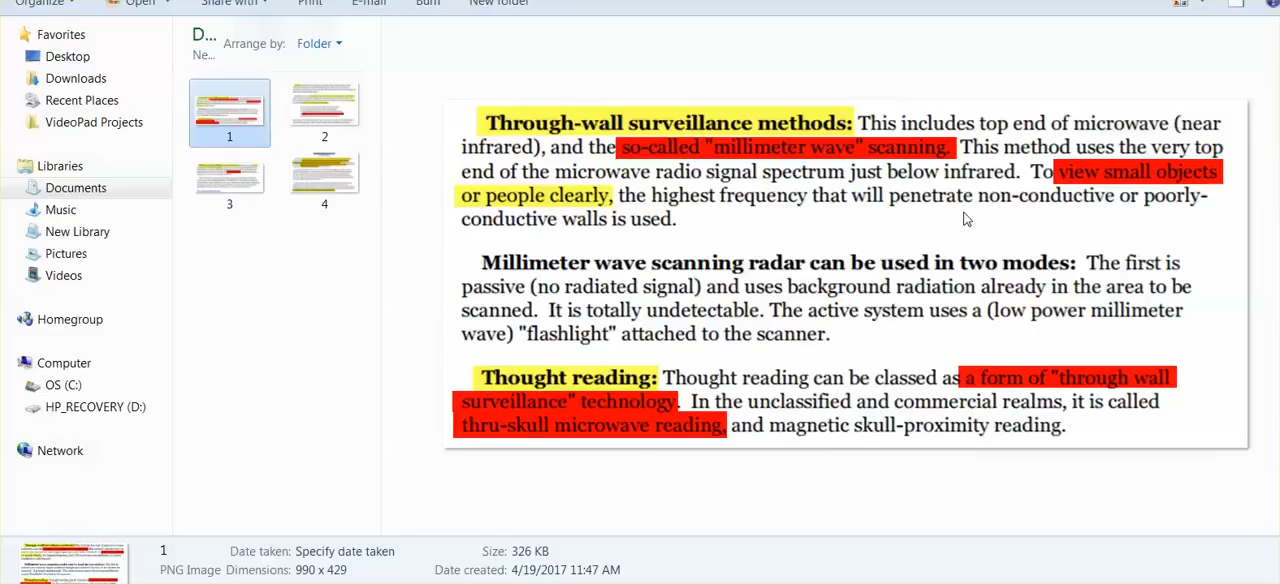 Organize
Open
Share with
Print
E-mail
Burn
New folder
Favorites
Desktop
Downloads
Recent Places
VideoPad Projects
Libraries
Documents
Music
New Library
Pictures
Videos
Homegroup
Computer
OS (C:)
HP_RECOVERY (D:)
Network
D...
Ne...
Arrange by: Folder
1
2
3
4
Through-wall surveillance methods: This includes top end of microwave (near
infrared), and the so-called "millimeter wave" scanning. This method uses the very top
end of the microwave radio signal spectrum just below infrared. To view small objects
or people clearly, the highest frequency that will penetrate non-conductive or poorly-
conductive walls is used.
Millimeter wave scanning radar can be used in two modes: The first is
passive (no radiated signal) and uses background radiation already in the area to be
scanned. It is totally undetectable. The active system uses a (low power millimeter
wave) "flashlight" attached to the scanner.
Thought reading: Thought reading can be classed as a form of "through wall
surveillance" technology. In the unclassified and commercial realms, it is called
thru-skull microwave reading, and magnetic skull-proximity reading.
1
Date taken: Specify date taken
Size: 326 KB
PNG Image
Dimensions: 990 x 429
Date created: 4/19/2017 11:47 AM